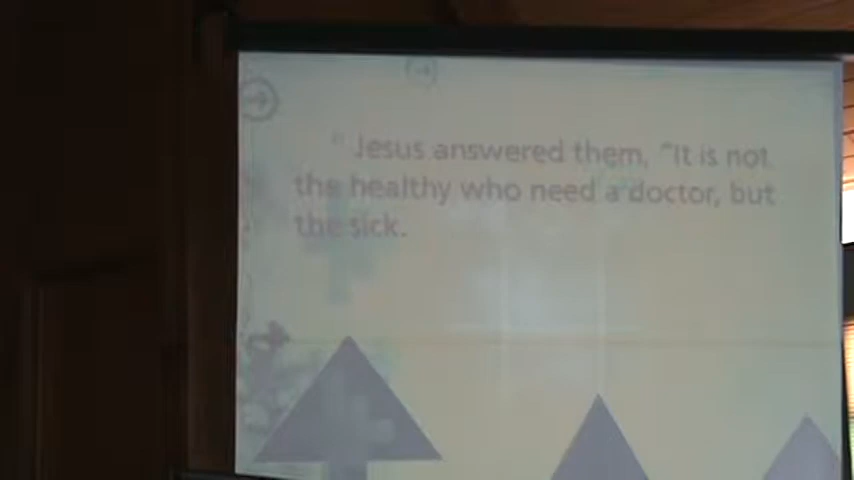 Jesus answered them, "It is not
the healthy who need a doctor, but
the sick.